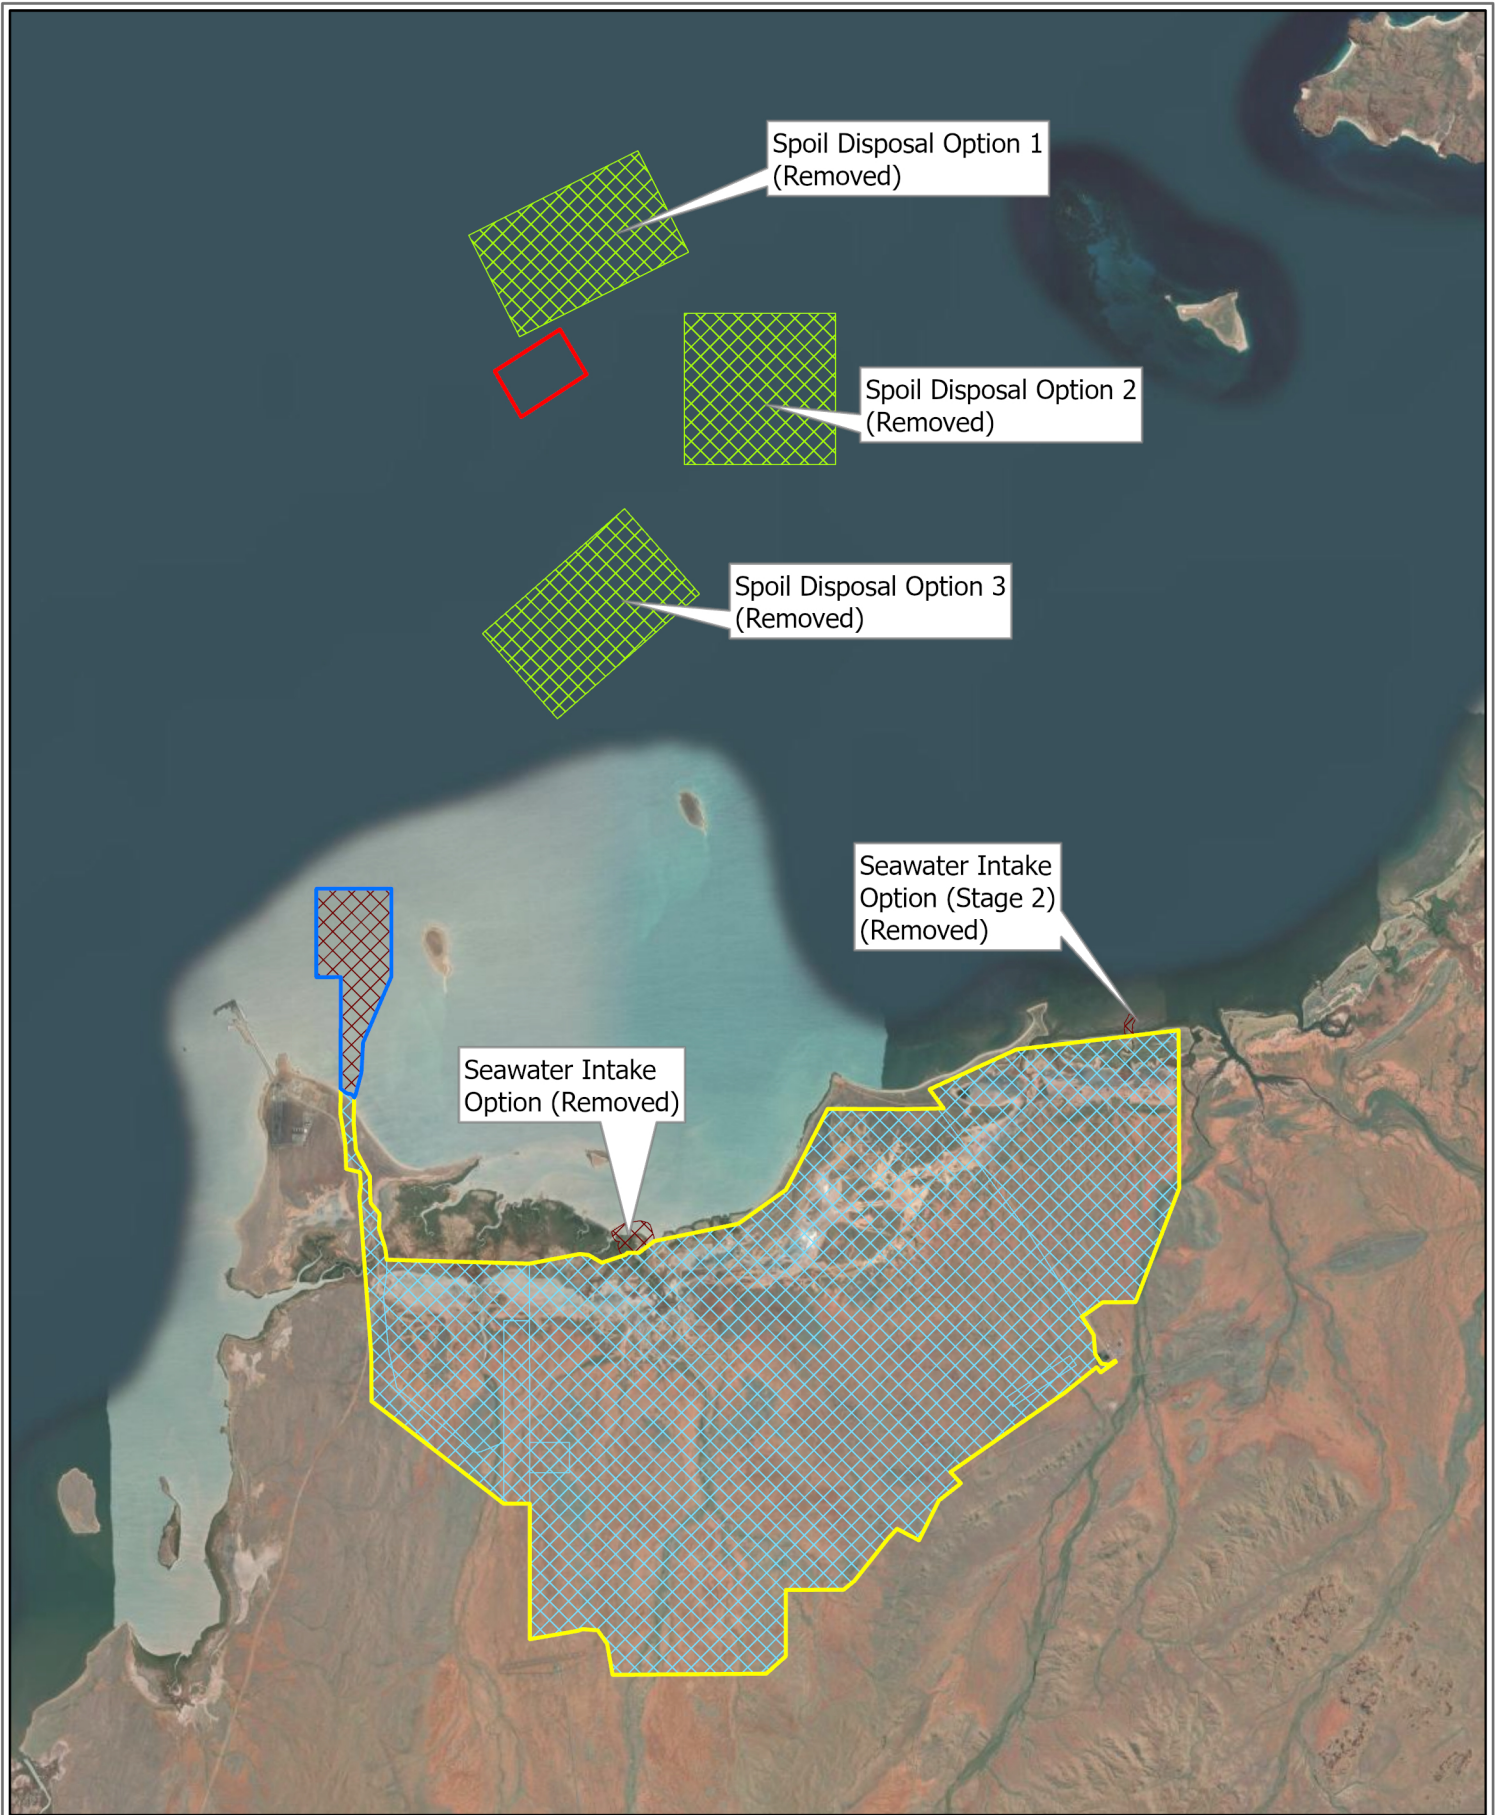 Spoil Disposal Option 1
(Removed)
Spoil Disposal Option 2
(Removed)
Spoil Disposal Option 3
(Removed)
Seawater Intake
Option (Stage 2)
(Removed)
Seawater Intake
Option (Removed)